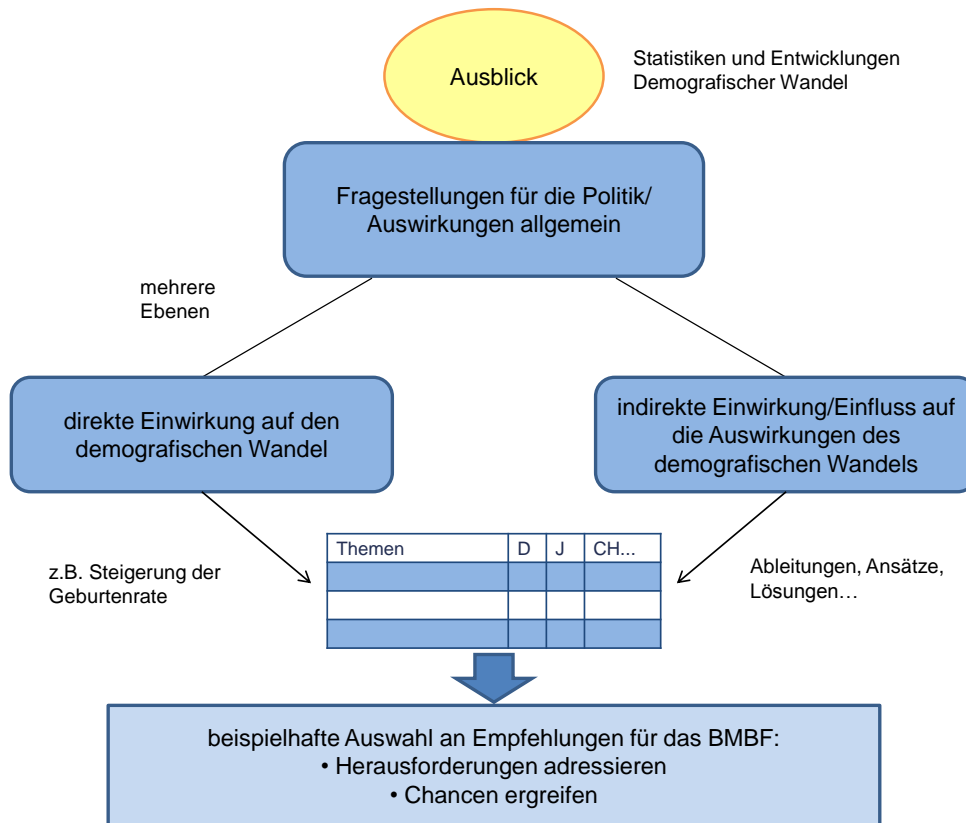 Ausblick
Statistiken und Entwicklungen
Demografischer Wandel
Fragestellungen für die Politik/
Auswirkungen allgemein
mehrere
Ebenen
direkte Einwirkung auf den
demografischen Wandel
indirekte Einwirkung/Einfluss auf
die Auswirkungen des
demografischen Wandels
z.B. Steigerung der
Geburtenrate
Themen D J CH...
Ableitungen, Ansätze,
Lösungen…
beispielhafte Auswahl an Empfehlungen für das BMBF:
• Herausforderungen adressieren
• Chancen ergreifen